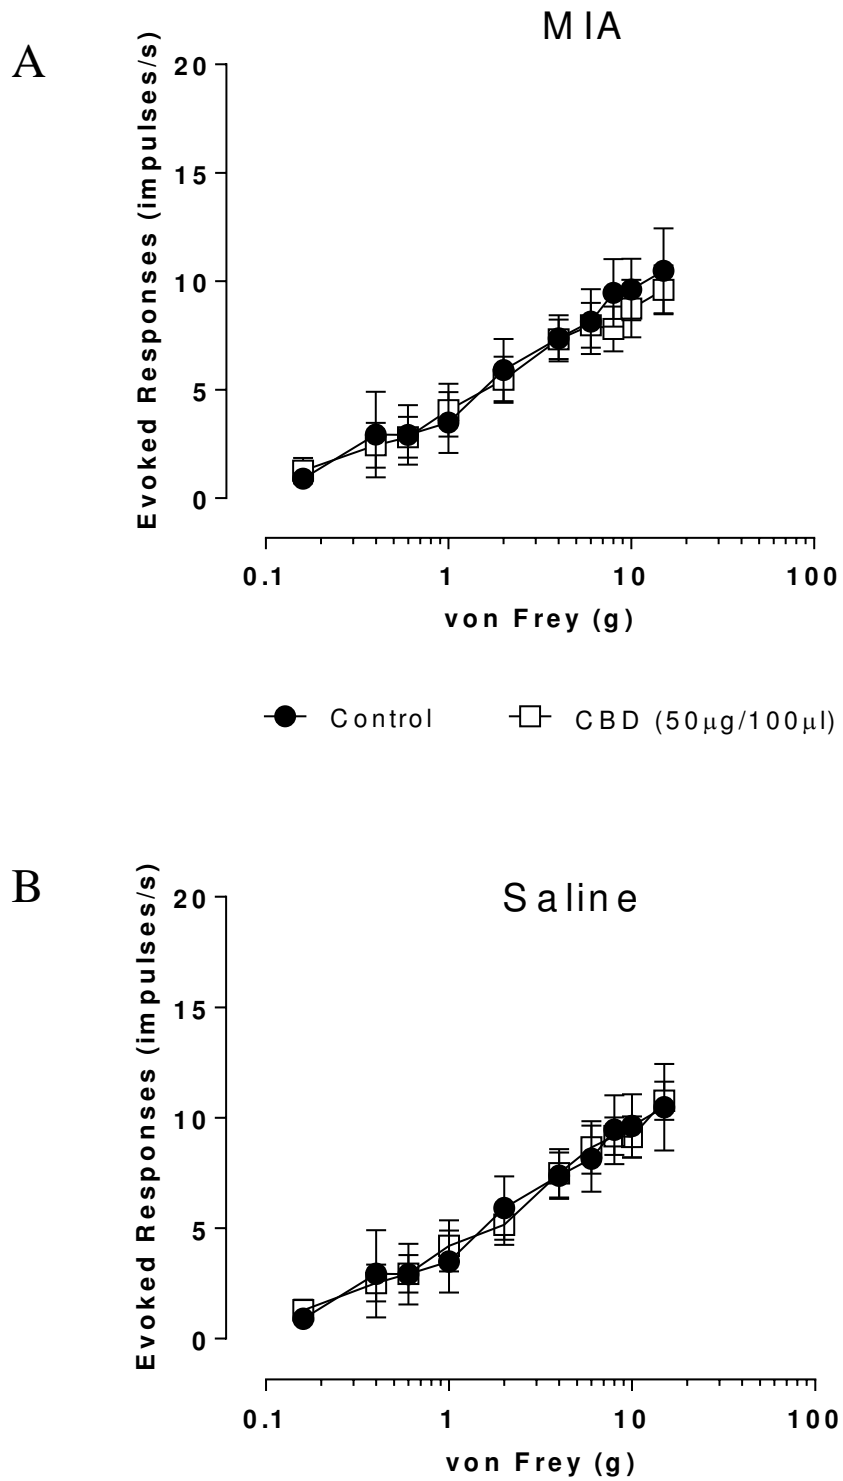 A
MIA
Evoked Responses (impulses/s)
20
15
10
5
0
0.1 1 10 100
von Frey (g)
Control CBD (50μg/100μl)
B
Saline
Evoked Responses (impulses/s)
20
15
10
5
0
0.1 1 10 100
von Frey (g)